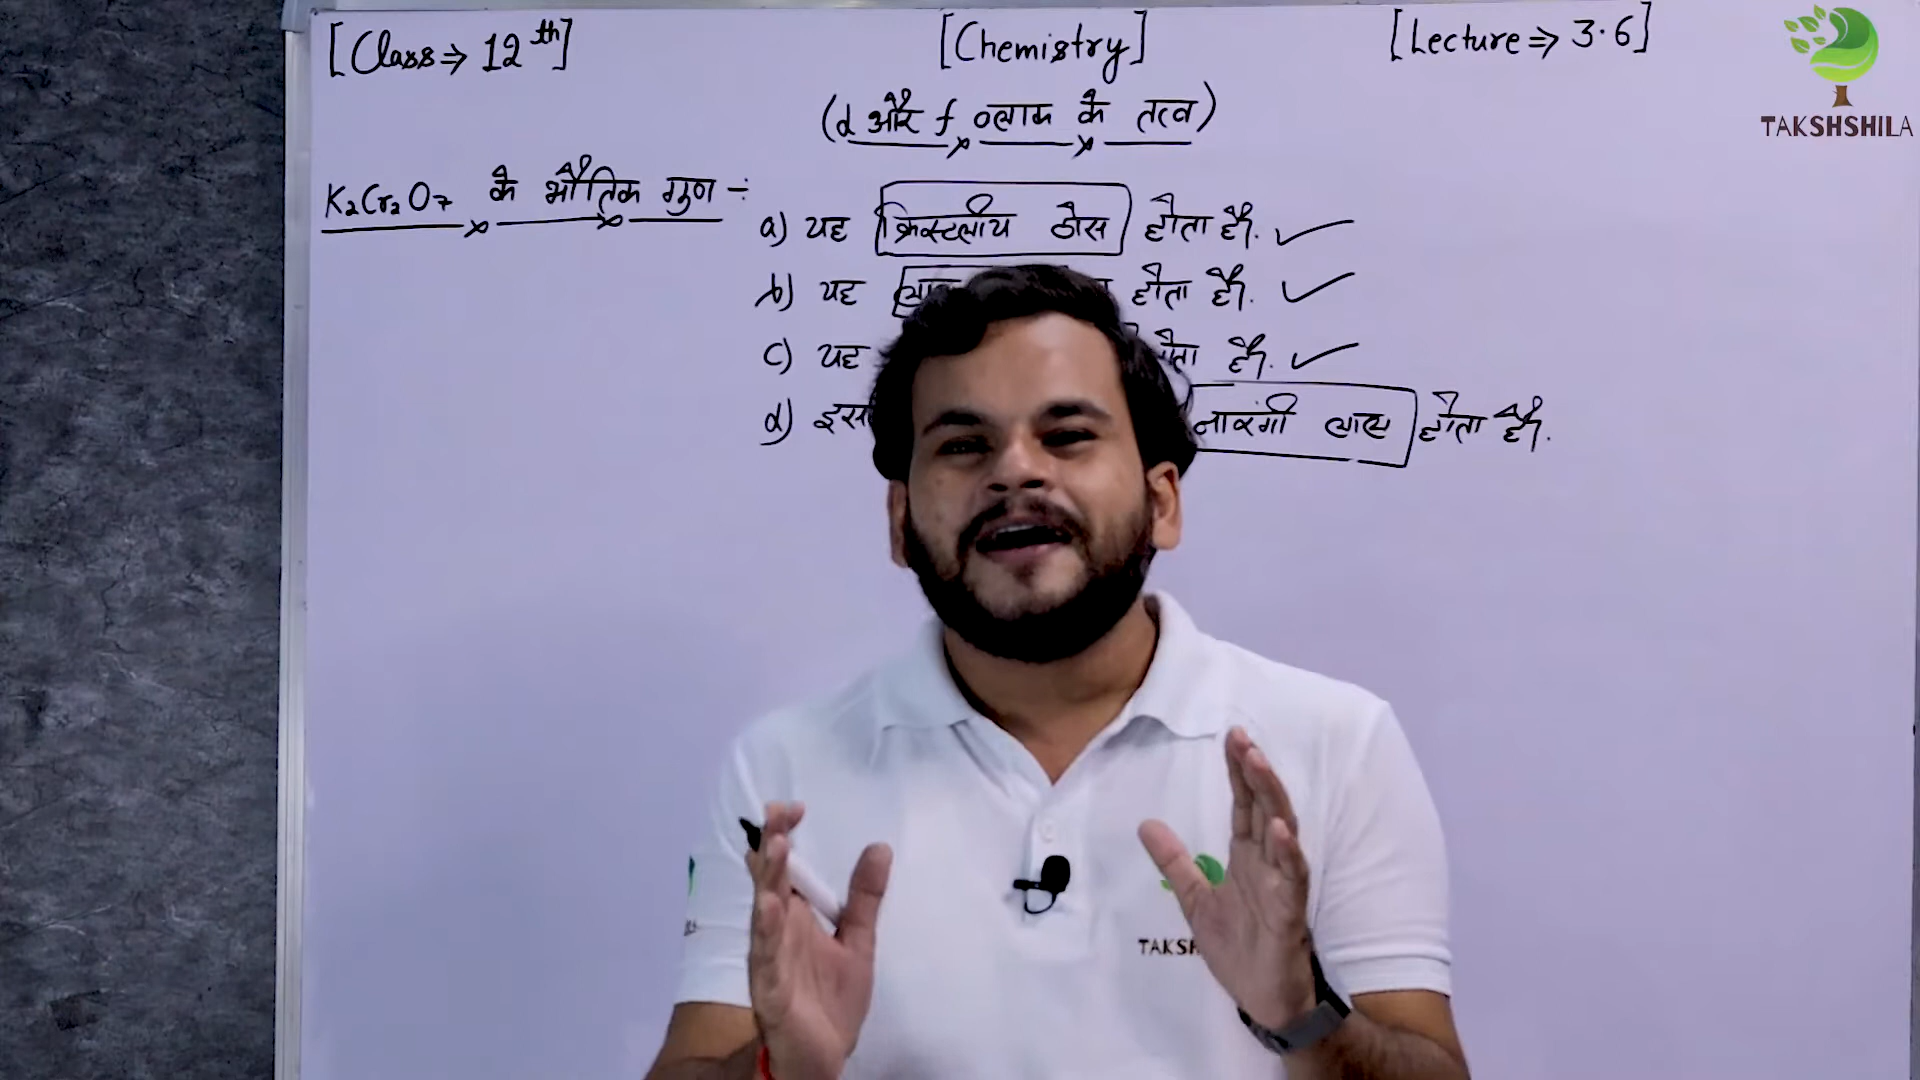 [Class⇒ 12th] [Chemistry] [Lecture⇒ 3.6]
TAKSHSHILA
(d और f ब्लाक के तत्व)
K2Cr2O7 के भौतिक गुण ÷
a) यह क्रिस्टलीय ठोस होता है.
b) यह होता है.
c) यह होता है.
d) नारंगी लाल होता है.